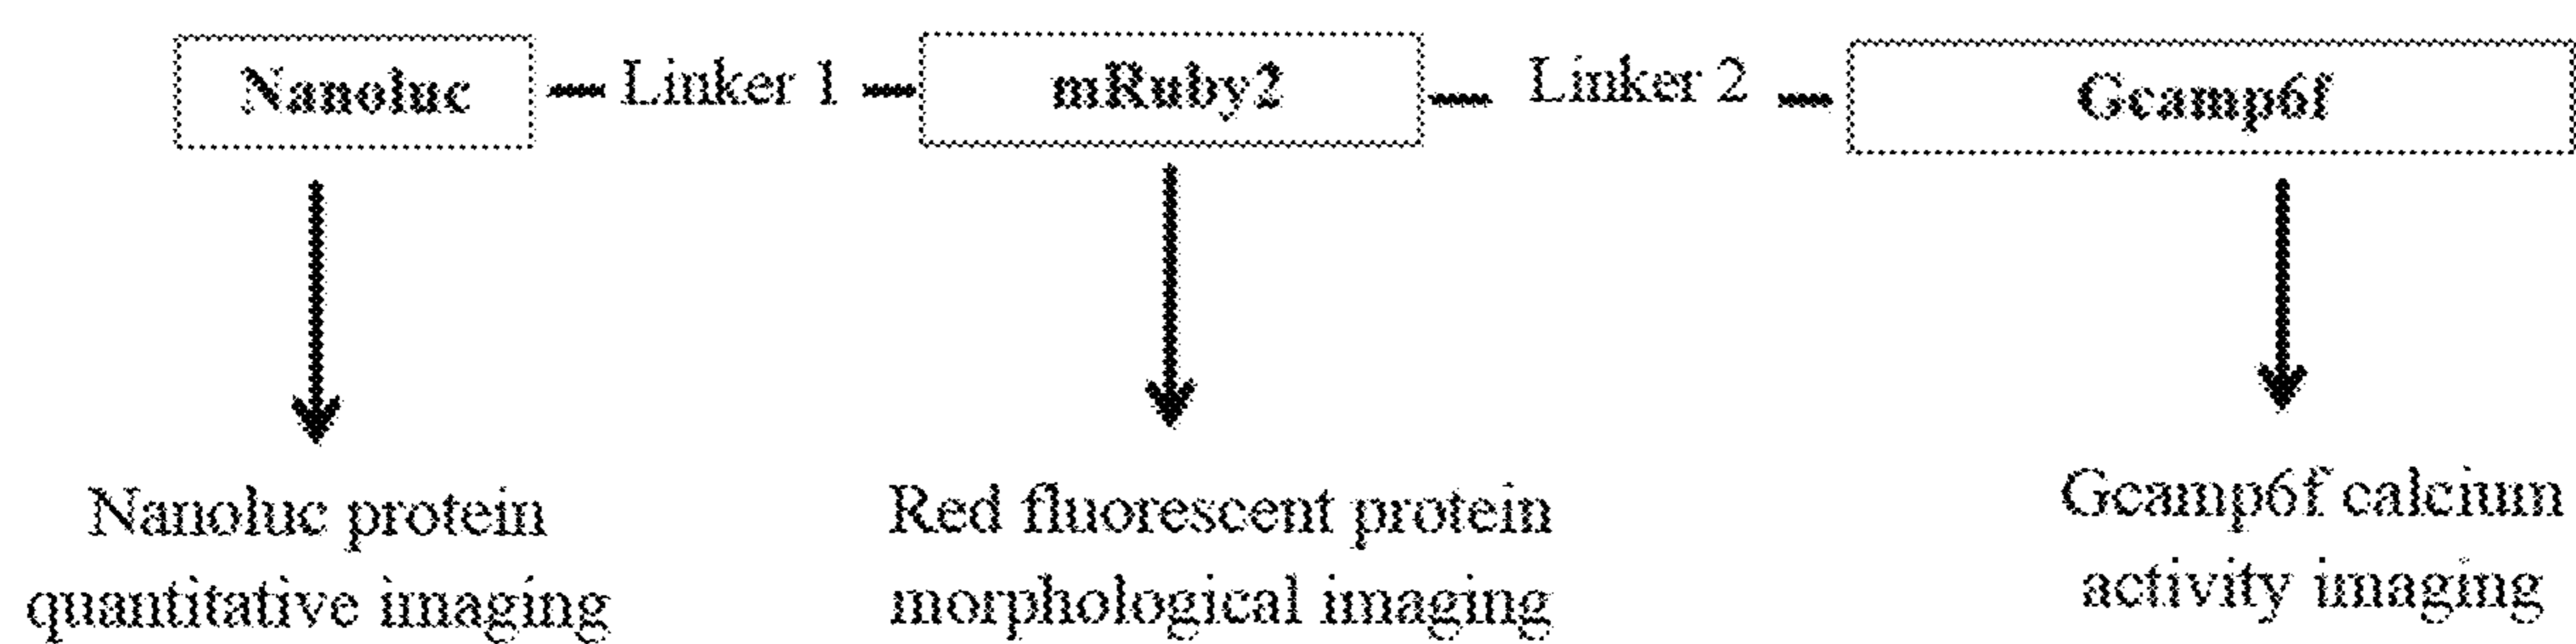 Nanoluc Linker 1 mRuby2 Linker 2 Gcamp6f
Nanoluc protein
quantitative imaging
Red fluorescent protein
morphological imaging
Gcamp6f calcium
activity imaging